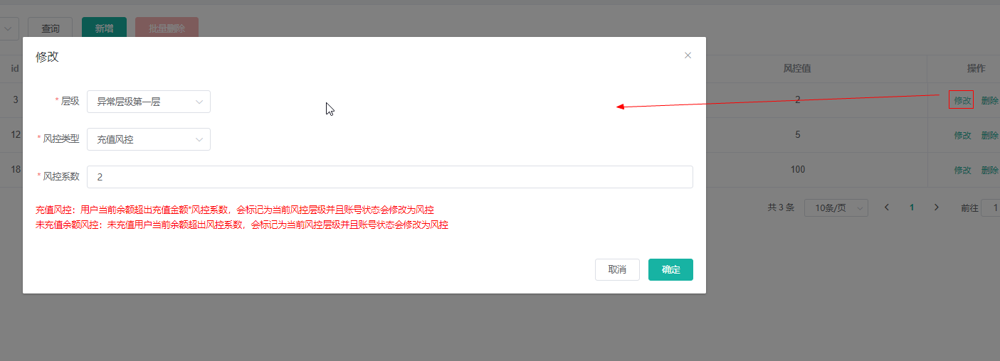 查询 新增 批量删除
修改
id 风控值 操作
* 层级 异常层级第一层
3 2 修改 删除
* 风控类型 充值风控
12 5 修改 删除
* 风控系数 2
18 100 修改 删除
充值风控：用户当前余额超出充值金额*风控系数，会标记为当前风控层级并且账号状态会修改为风控
共 3 条 10条/页 1 前往 1
未充值余额风控：未充值用户当前余额超出风控系数，会标记为当前风控层级并且账号状态会修改为风控
取消 确定